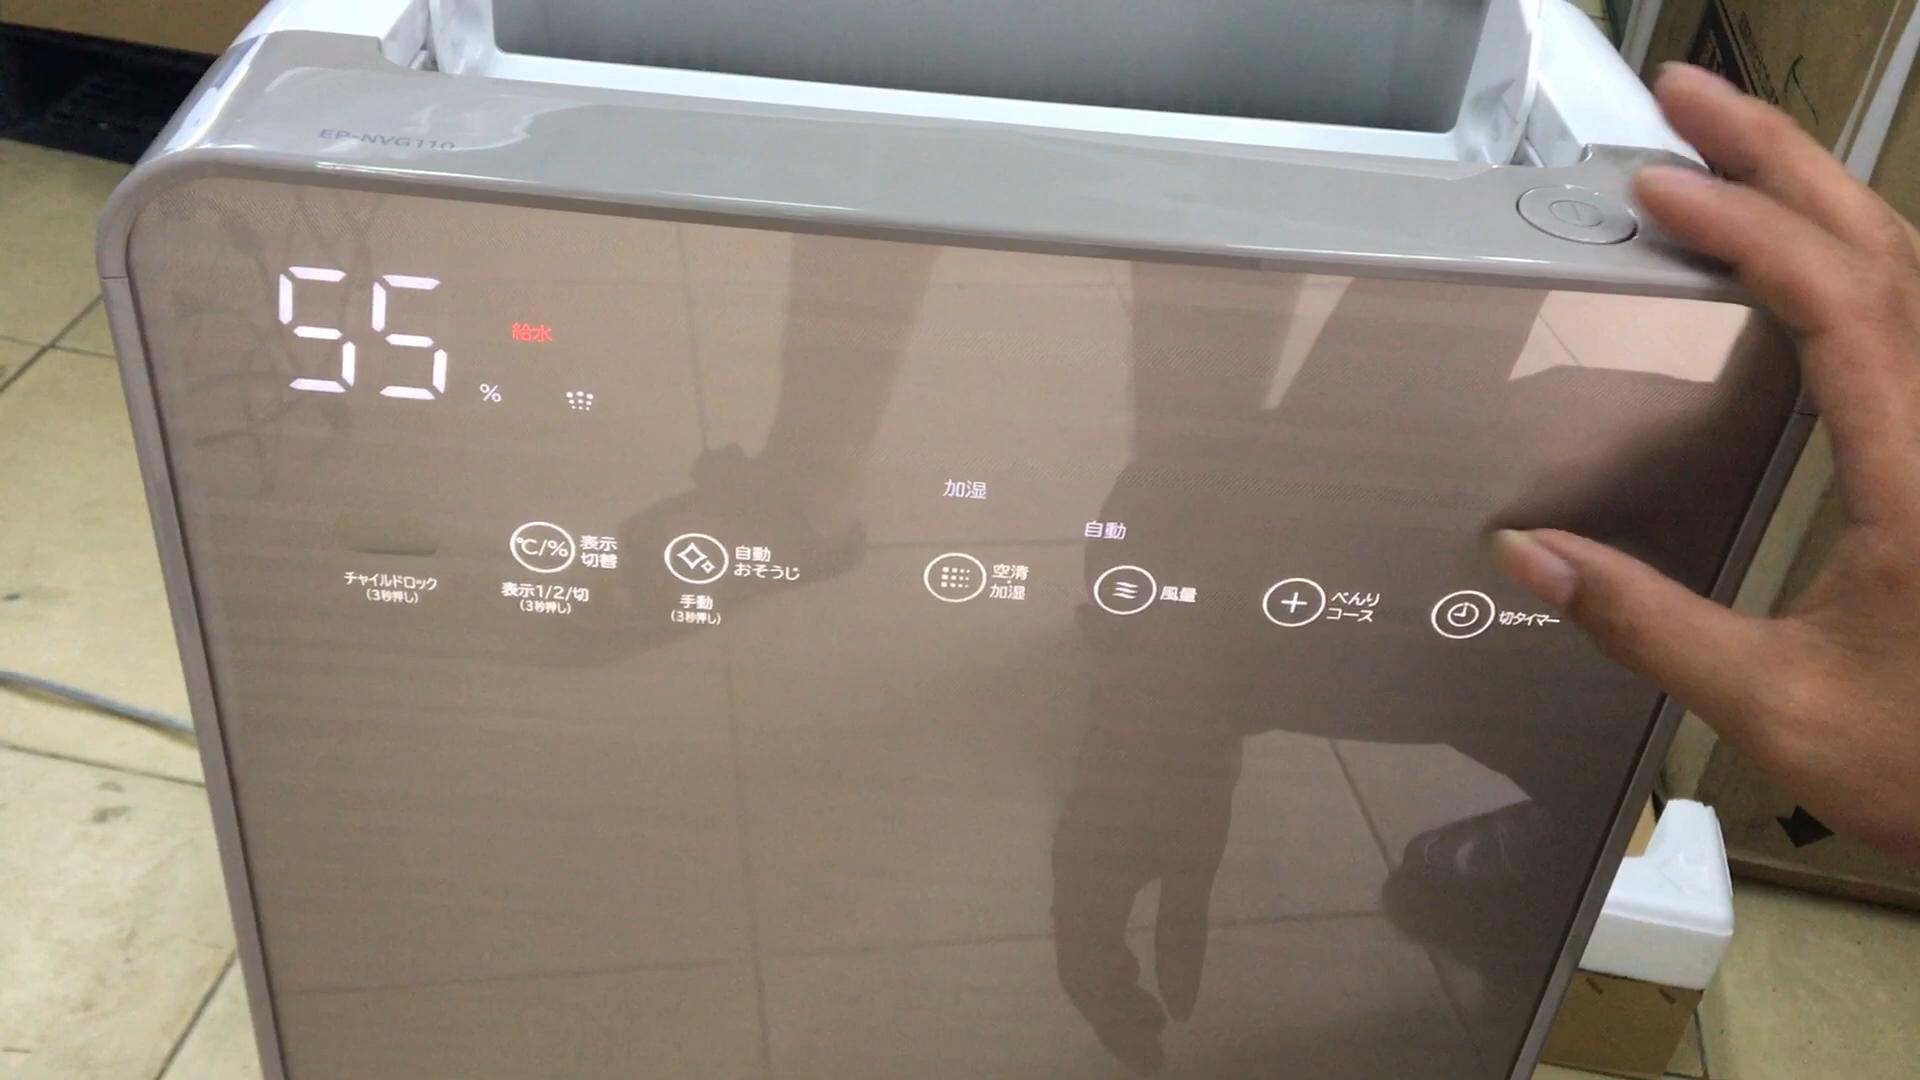 EP-NVG110
55 %
給水
加湿
自動
チャイルドロック
(3秒押し)
℃/%
表示
切替
表示1/2/切
(3秒押し)
自動
おそうじ
手動
(3秒押し)
空清
加湿
風量
べんり
コース
切タイマー